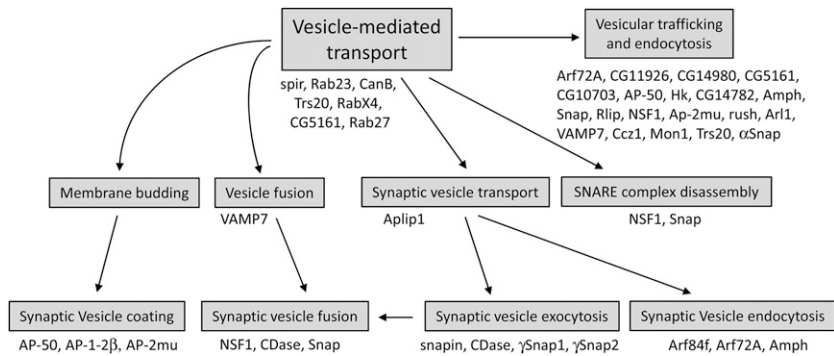 Vesicle-mediated
transport
spir, Rab23, CanB,
Trs20, RabX4,
CG5161, Rab27
Vesicular trafficking
and endocytosis
Arf72A, CG11926, CG14980, CG5161,
CG10703, AP-50, Hk, CG14782, Amph,
Snap, Rlip, NSF1, Ap-2mu, rush, Arl1,
VAMP7, Ccz1, Mon1, Trs20, αSnap
Membrane budding
Vesicle fusion
VAMP7
Synaptic vesicle transport
Aplip1
SNARE complex disassembly
NSF1, Snap
Synaptic Vesicle coating
AP-50, AP-1-2β, AP-2mu
Synaptic vesicle fusion
NSF1, CDase, Snap
Synaptic vesicle exocytosis
snapin, CDase, γSnap1, γSnap2
Synaptic Vesicle endocytosis
Arf84f, Arf72A, Amph